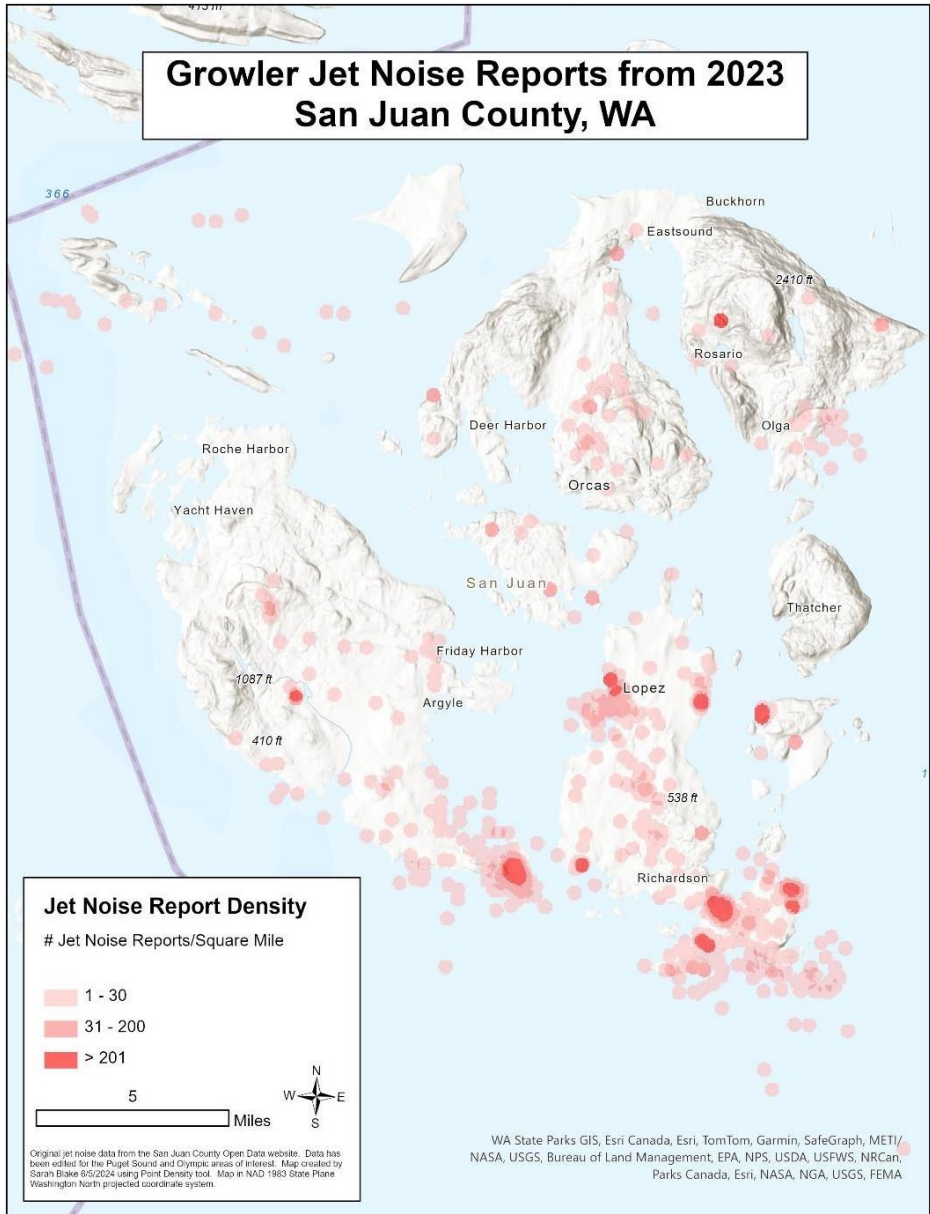 413 m
Growler Jet Noise Reports from 2023
San Juan County, WA
366
Buckhorn
Eastsound
2410 ft
Rosario
Deer Harbor
Olga
Roche Harbor
Orcas
Yacht Haven
San Juan
Thatcher
Friday Harbor
1087 ft
Lopez
Argyle
410 ft
1
538 ft
Richardson
Jet Noise Report Density
# Jet Noise Reports/Square Mile
1 - 30
31 - 200
> 201
5
Miles
N
W E
S
Original jet noise data from the San Juan County Open Data website. Data has
been edited for the Puget Sound and Olympic areas of interest. Map created by
Sarah Blake 6/5/2024 using Point Density tool. Map in NAD 1983 State Plane
Washington North projected coordinate system.
WA State Parks GIS, Esri Canada, Esri, TomTom, Garmin, SafeGraph, METI/
NASA, USGS, Bureau of Land Management, EPA, NPS, USDA, USFWS, NRCan,
Parks Canada, Esri, NASA, NGA, USGS, FEMA